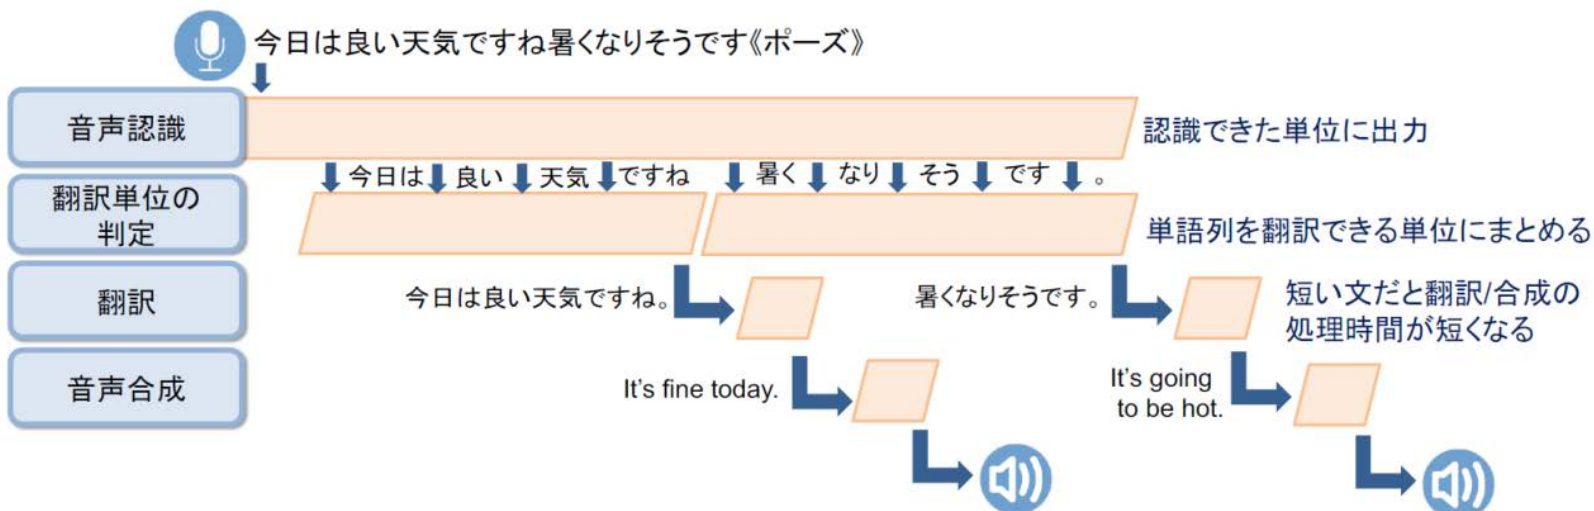 今日は良い天気ですね暑くなりそうです《ポーズ》
音声認識
認識できた単位に出力
今日は 良い 天気 ですね 暑く なり そう です 。
翻訳単位の
判定
単語列を翻訳できる単位にまとめる
翻訳
今日は良い天気ですね。
暑くなりそうです。
短い文だと翻訳/合成の
処理時間が短くなる
音声合成
It's fine today.
It's going
to be hot.